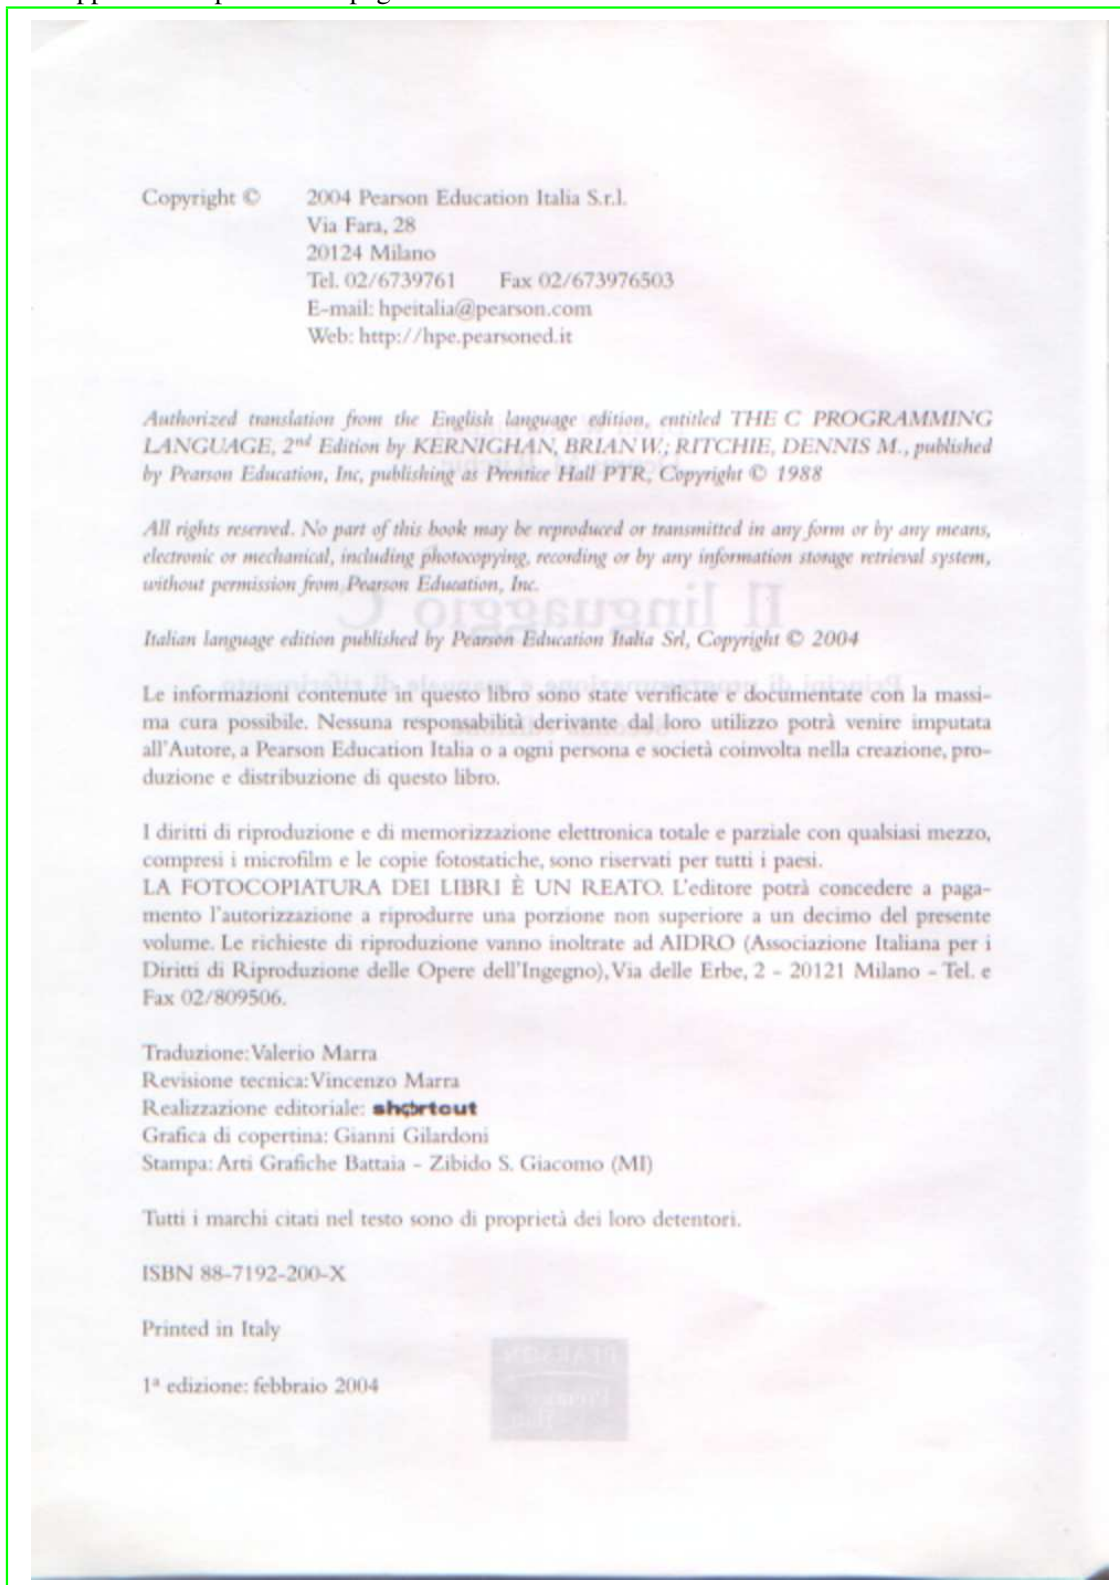 Copyright © 2004 Pearson Education Italia S.r.l.
Via Fara, 28
20124 Milano
Tel. 02/6739761 Fax 02/673976503
E-mail: hpeitalia@pearson.com
Web: http://hpe.pearsoned.it
Authorized translation from the English language edition, entitled THE C PROGRAMMING
LANGUAGE, 2nd Edition by KERNIGHAN, BRIAN W.; RITCHIE, DENNIS M., published
by Pearson Education, Inc, publishing as Prentice Hall PTR, Copyright © 1988
All rights reserved. No part of this book may be reproduced or transmitted in any form or by any means,
electronic or mechanical, including photocopying, recording or by any information storage retrieval system,
without permission from Pearson Education, Inc.
Il linguaggio C
Italian language edition published by Pearson Education Italia Srl, Copyright © 2004
Le informazioni contenute in questo libro sono state verificate e documentate con la massi-
ma cura possibile. Nessuna responsabilità derivante dal loro utilizzo potrà venire imputata
all'Autore, a Pearson Education Italia o a ogni persona e società coinvolta nella creazione, pro-
duzione e distribuzione di questo libro.
I diritti di riproduzione e di memorizzazione elettronica totale e parziale con qualsiasi mezzo,
compresi i microfilm e le copie fotostatiche, sono riservati per tutti i paesi.
LA FOTOCOPIATURA DEI LIBRI È UN REATO. L'editore potrà concedere a paga-
mento l'autorizzazione a riprodurre una porzione non superiore a un decimo del presente
volume. Le richieste di riproduzione vanno inoltrate ad AIDRO (Associazione Italiana per i
Diritti di Riproduzione delle Opere dell'Ingegno), Via delle Erbe, 2 - 20121 Milano - Tel. e
Fax 02/809506.
Traduzione: Valerio Marra
Revisione tecnica: Vincenzo Marra
Realizzazione editoriale: shortcut
Grafica di copertina: Gianni Gilardoni
Stampa: Arti Grafiche Battaia - Zibido S. Giacomo (MI)
Tutti i marchi citati nel testo sono di proprietà dei loro detentori.
ISBN 88-7192-200-X
Printed in Italy
1ª edizione: febbraio 2004